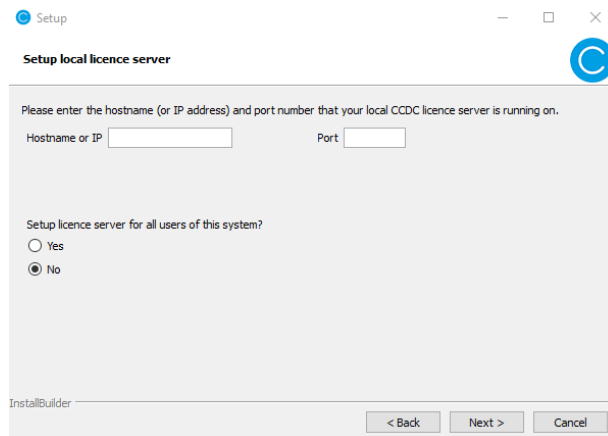 Setup
Setup local licence server
Please enter the hostname (or IP address) and port number that your local CCDC licence server is running on.
Hostname or IP Port
Setup licence server for all users of this system?
Yes
No
InstallBuilder
< Back Next > Cancel